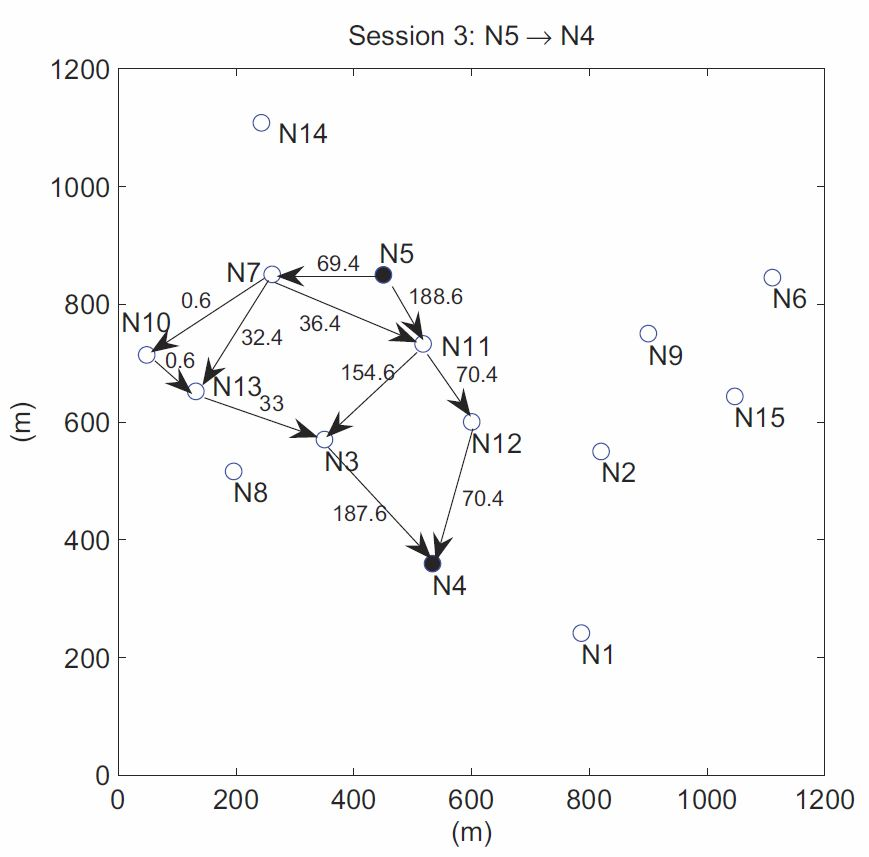 Session 3: N5 → N4
1200
N14
1000
N5
N7
69.4
188.6
N6
0.6
800
N10
36.4
32.4
N11
N9
0.6
154.6
70.4
N13
33
N15
600
(m)
N12
N3
N2
N8
187.6
70.4
400
N4
N1
200
0
0
200
400
600
800
1000
1200
(m)